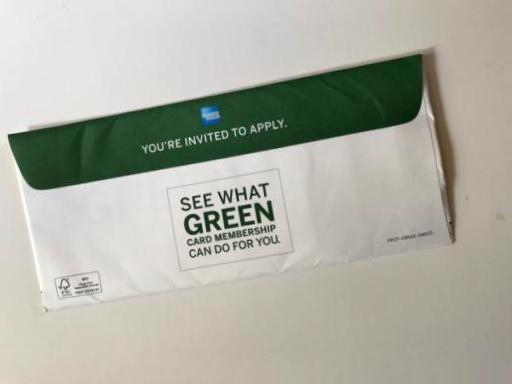 YOU'RE INVITED TO APPLY.
SEE WHAT
GREEN
CARD MEMBERSHIP
CAN DO FOR YOU.